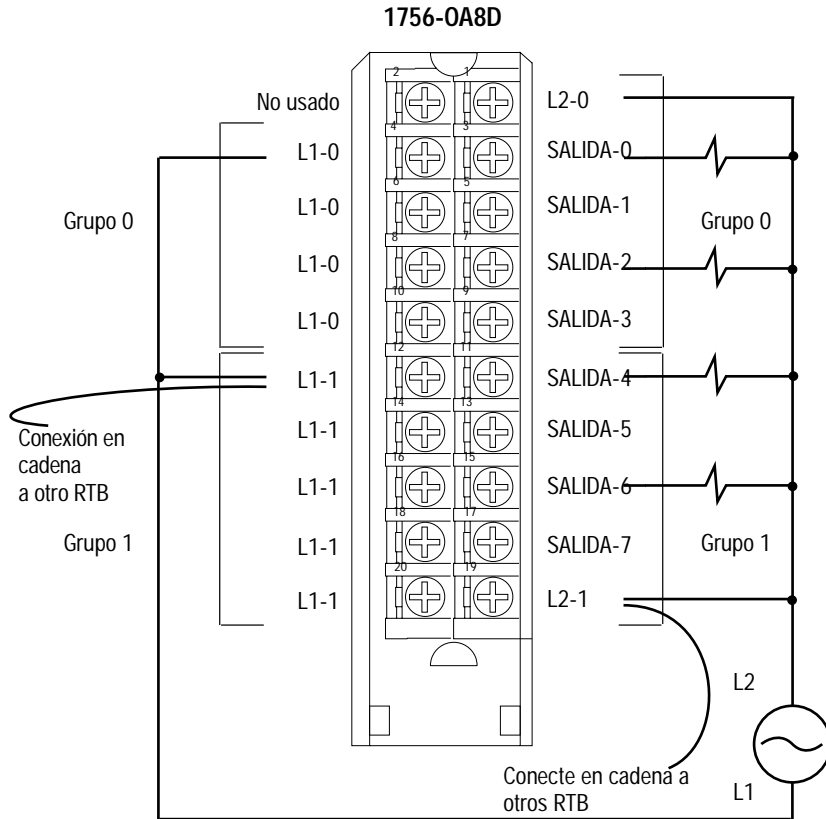 1756-OA8D
2 1
No usado L2-0
4 3
L1-0 SALIDA-0
6 5
L1-0 SALIDA-1
Grupo 0 Grupo 0
8 7
L1-0 SALIDA-2
10 9
L1-0 SALIDA-3
12 11
L1-1 SALIDA-4
14 13
L1-1 SALIDA-5
Conexión en
cadena
a otro RTB
16 15
L1-1 SALIDA-6
18 17
Grupo 1 L1-1 SALIDA-7 Grupo 1
20 19
L1-1 L2-1
L2
Conecte en cadena a
otros RTB
L1